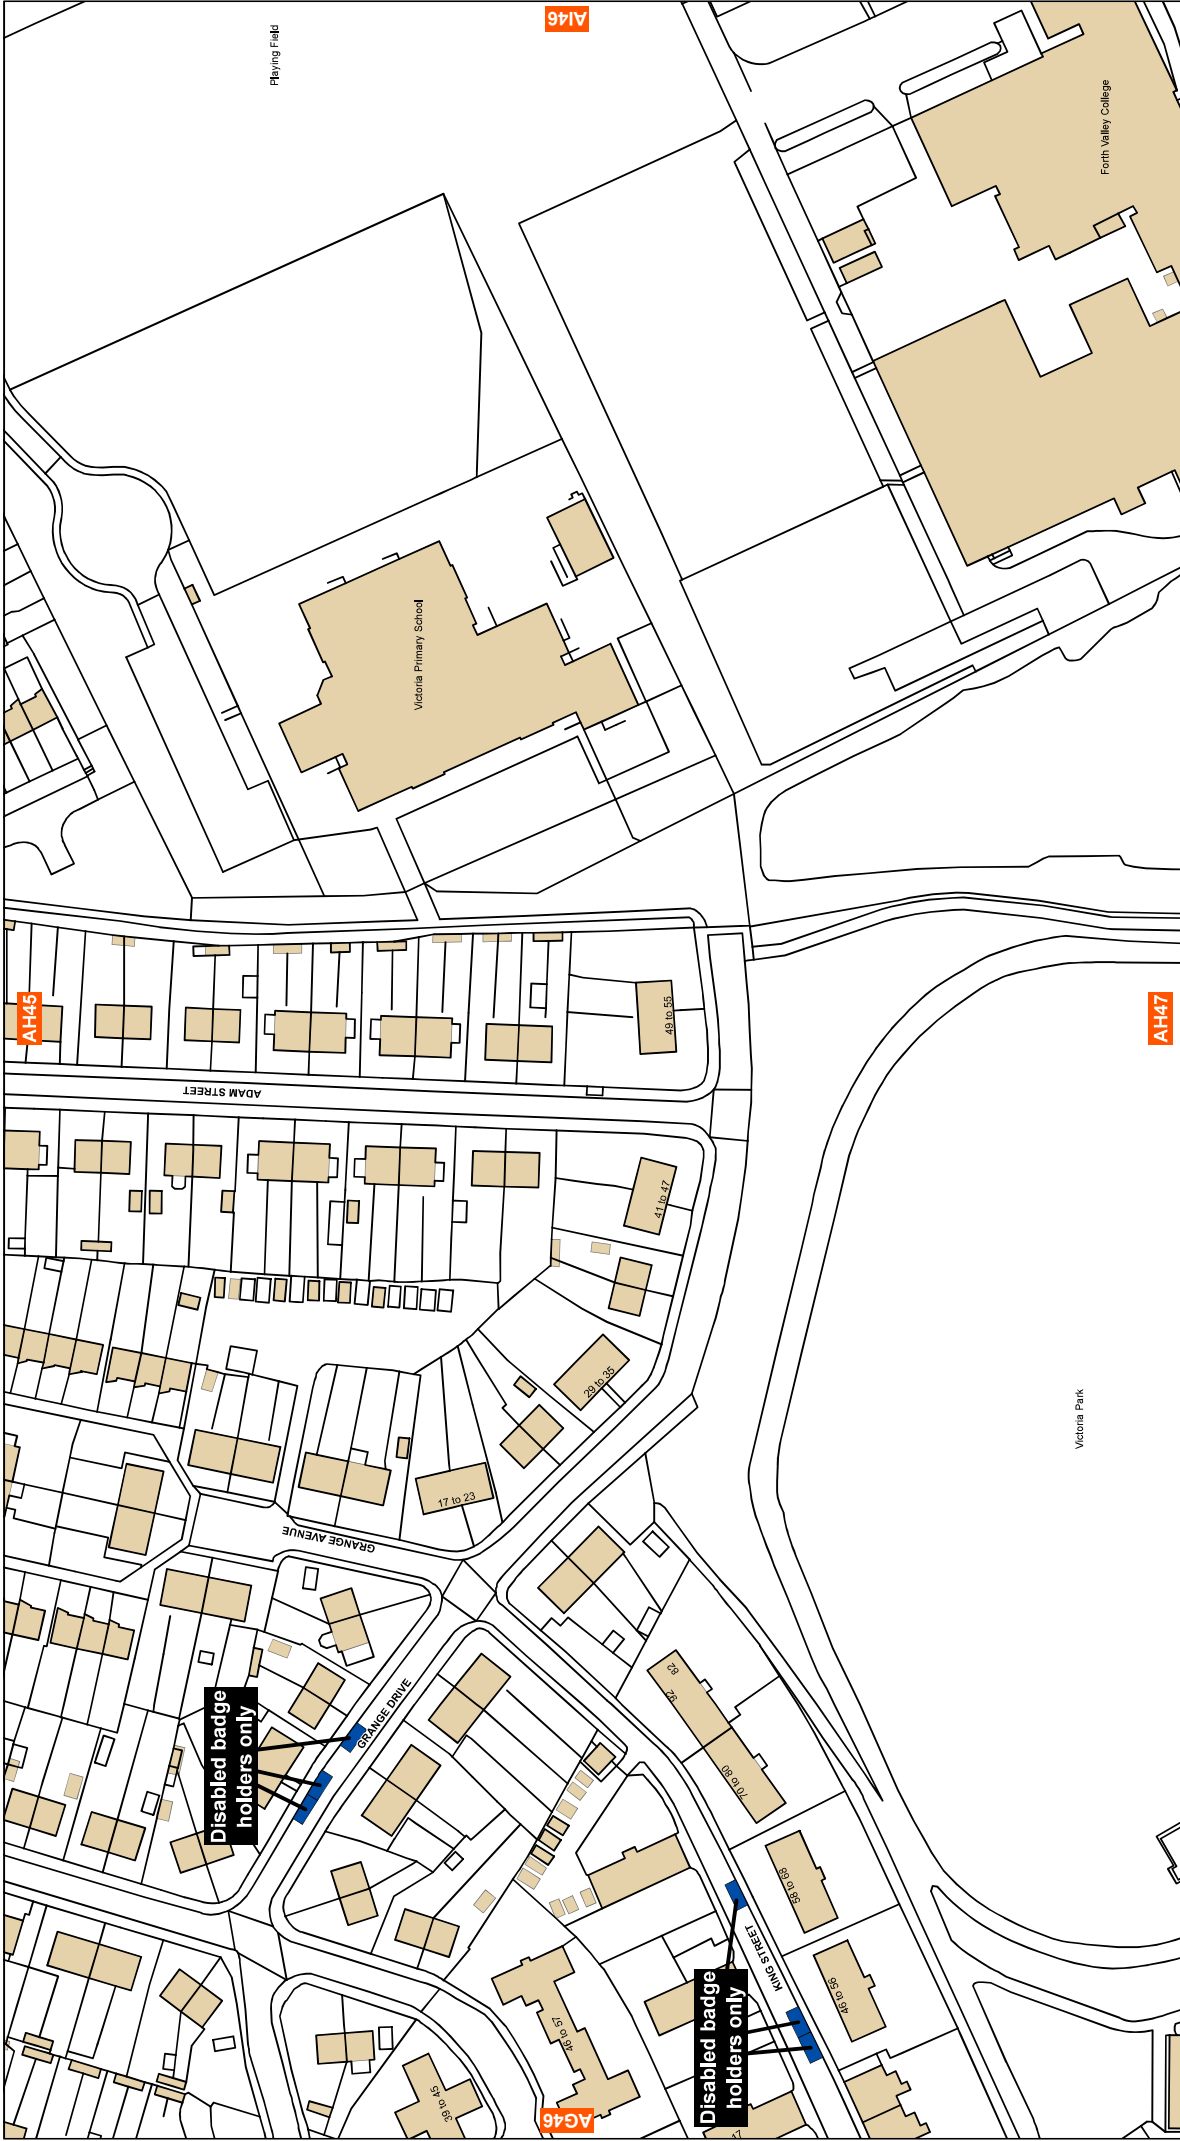 AI46
Playing Field
Forth Valley College
Victoria Primary School
AH45
AH47
ADAM STREET
49 to 55
41 to 47
29 to 35
17 to 23
Victoria Park
GRANGE AVENUE
GRANGE DRIVE
Disabled badge
holders only
82
92
70 to 80
58 to 68
46 to 56
KING STREET
Disabled badge
holders only
46 to 57
39 to 45
17
AG46